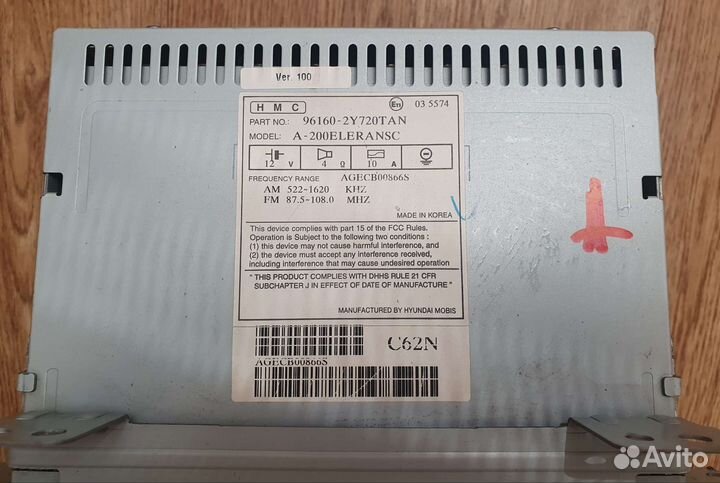 Ver. 100
H M C
E11
03 5574
PART NO.: 96160-2Y720TAN
MODEL: A-200ELERANSC
12 V
4 Ω
10 A
FREQUENCY RANGE AGECB00866S
AM 522-1620 KHZ
FM 87.5-108.0 MHZ
MADE IN KOREA
This device complies with part 15 of the FCC Rules.
Operation is Subject to the following two conditions :
(1) this device may not cause harmful interference, and
(2) the device must accept any interference received,
including interference that may cause undesired operation
" THIS PRODUCT COMPLIES WITH DHHS RULE 21 CFR
SUBCHAPTER J IN EFFECT OF DATE OF MANUFACTURE "
MANUFACTURED BY HYUNDAI MOBIS
C62N
AGECB00866S
Avito